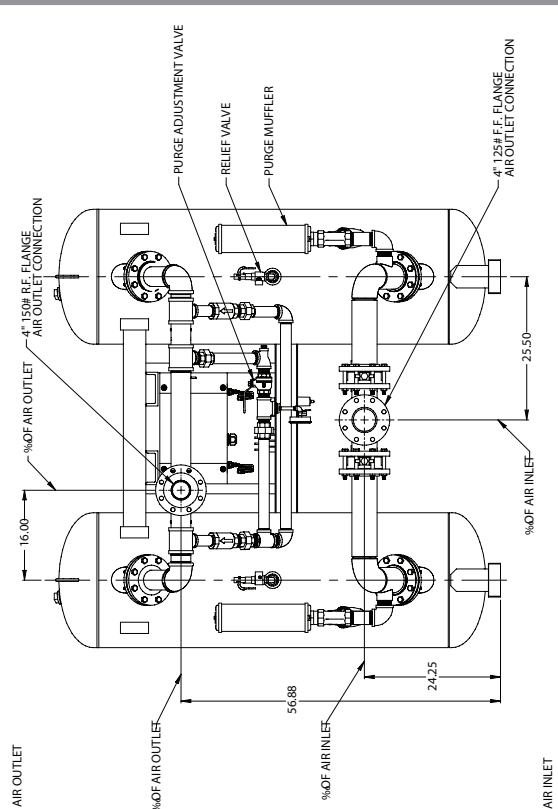 4" 150# R.F. FLANGE
AIR OUTLET CONNECTION
PURGE ADJUSTMENT VALVE
RELIEF VALVE
PURGE MUFFLER
4" 125# F.F. FLANGE
AIR OUTLET CONNECTION
‰OF AIR OUTLET
16.00
25.50
‰OF AIR INLET
56.88
24.25
‰OF AIR OUTLET
‰OF AIR INLET
AIR OUTLET
AIR INLET